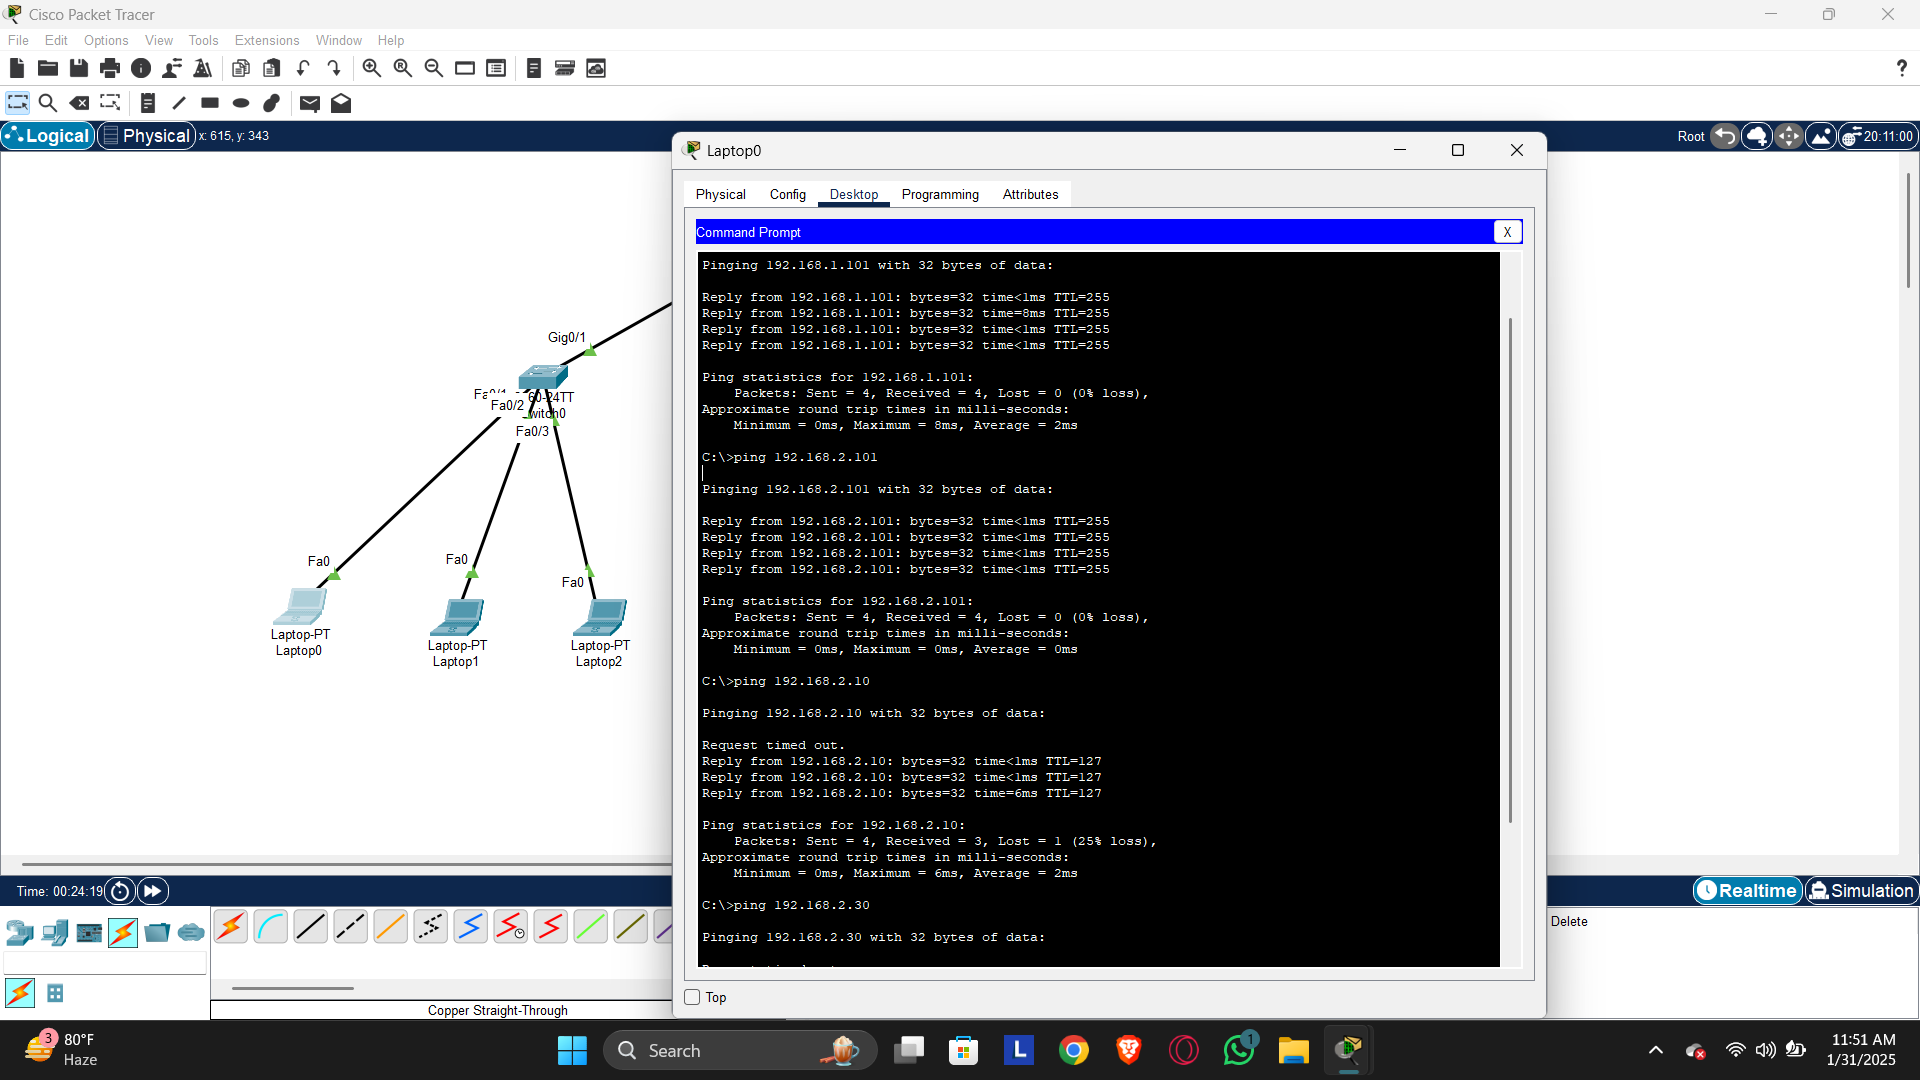 Cisco Packet Tracer
File Edit Options View Tools Extensions Window Help
?
Logical Physical x: 615, y: 343
Root 20:11:00
Gig0/1
Fa0/2
60-24TT
Fa0/3
Fa0
Fa0
Fa0
Laptop-PT
Laptop0
Laptop-PT
Laptop1
Laptop-PT
Laptop2
Laptop0
Physical Config Desktop Programming Attributes
Command Prompt X
Pinging 192.168.1.101 with 32 bytes of data:
Reply from 192.168.1.101: bytes=32 time<1ms TTL=255
Reply from 192.168.1.101: bytes=32 time=8ms TTL=255
Reply from 192.168.1.101: bytes=32 time<1ms TTL=255
Reply from 192.168.1.101: bytes=32 time<1ms TTL=255
Ping statistics for 192.168.1.101:
Packets: Sent = 4, Received = 4, Lost = 0 (0% loss),
Approximate round trip times in milli-seconds:
Minimum = 0ms, Maximum = 8ms, Average = 2ms
C:\>ping 192.168.2.101
Pinging 192.168.2.101 with 32 bytes of data:
Reply from 192.168.2.101: bytes=32 time<1ms TTL=255
Reply from 192.168.2.101: bytes=32 time<1ms TTL=255
Reply from 192.168.2.101: bytes=32 time<1ms TTL=255
Reply from 192.168.2.101: bytes=32 time<1ms TTL=255
Ping statistics for 192.168.2.101:
Packets: Sent = 4, Received = 4, Lost = 0 (0% loss),
Approximate round trip times in milli-seconds:
Minimum = 0ms, Maximum = 0ms, Average = 0ms
C:\>ping 192.168.2.10
Pinging 192.168.2.10 with 32 bytes of data:
Request timed out.
Reply from 192.168.2.10: bytes=32 time<1ms TTL=127
Reply from 192.168.2.10: bytes=32 time<1ms TTL=127
Reply from 192.168.2.10: bytes=32 time=6ms TTL=127
Ping statistics for 192.168.2.10:
Packets: Sent = 4, Received = 3, Lost = 1 (25% loss),
Approximate round trip times in milli-seconds:
Minimum = 0ms, Maximum = 6ms, Average = 2ms
C:\>ping 192.168.2.30
Pinging 192.168.2.30 with 32 bytes of data:
Top
Time: 00:24:19
Realtime Simulation
Delete
Copper Straight-Through
3
80°F
Haze
Search
L
1
11:51 AM
1/31/2025